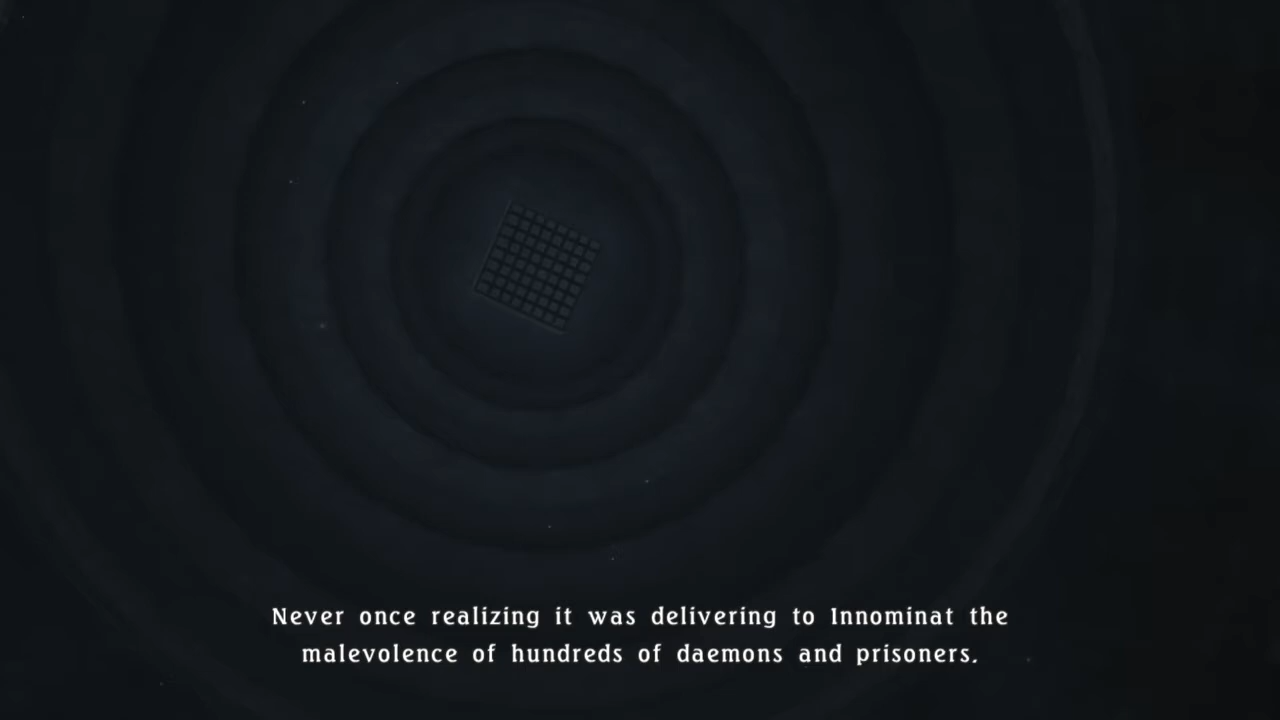 Never once realizing it was delivering to Innominat the
malevolence of hundreds of daemons and prisoners.